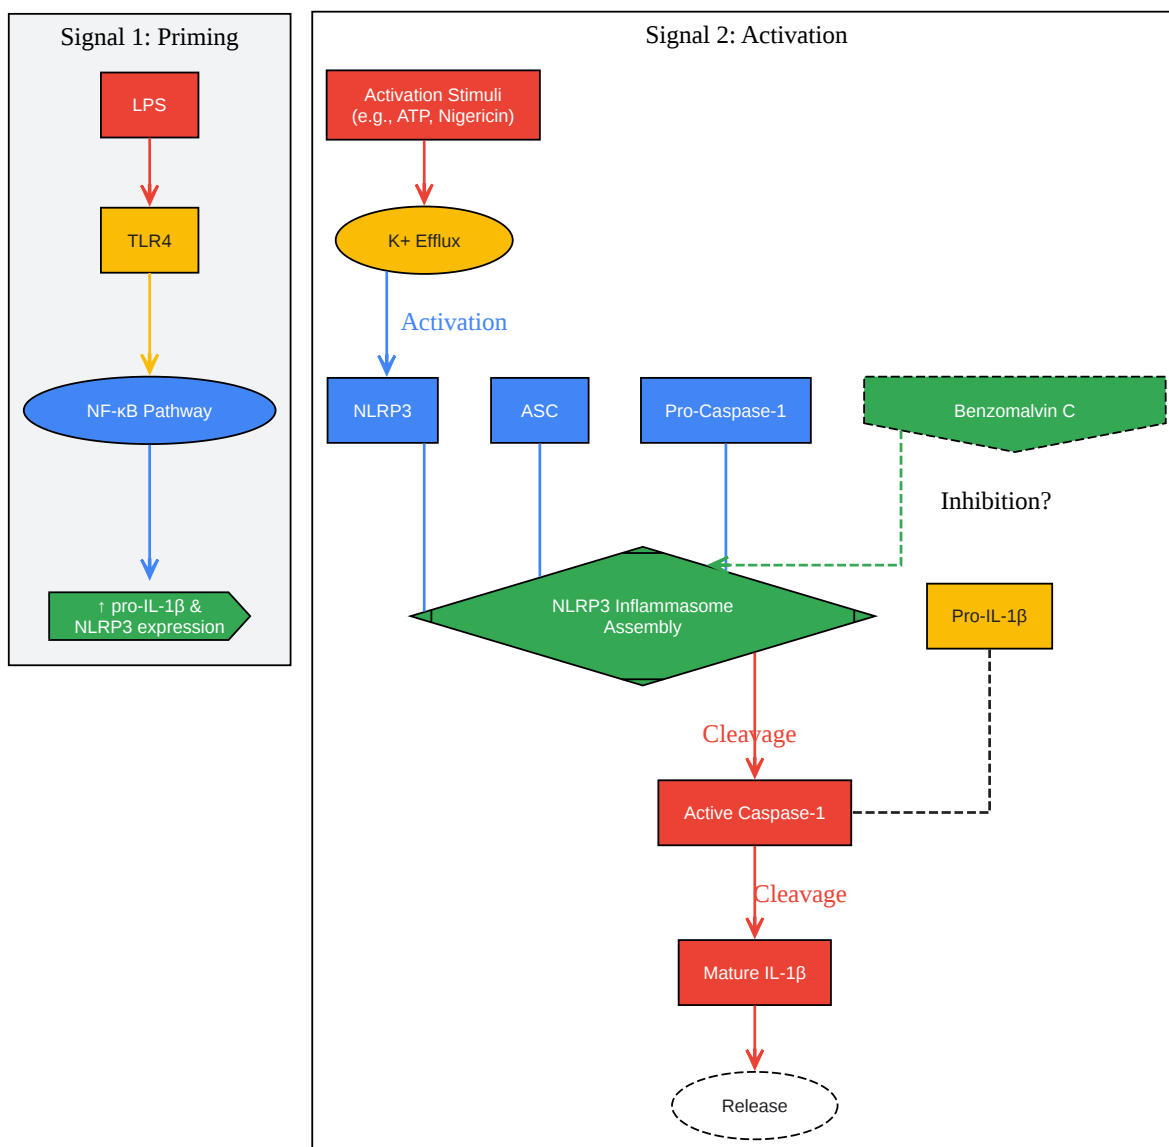 Signal 1: Priming
LPS
TLR4
NF-κB Pathway
↑ pro-IL-1β &
NLRP3 expression
Signal 2: Activation
Activation Stimuli
(e.g., ATP, Nigericin)
K+ Efflux
Activation
NLRP3
ASC
Pro-Caspase-1
Benzomalvin C
Inhibition?
NLRP3 Inflammasome
Assembly
Pro-IL-1β
Cleavage
Active Caspase-1
Cleavage
Mature IL-1β
Release